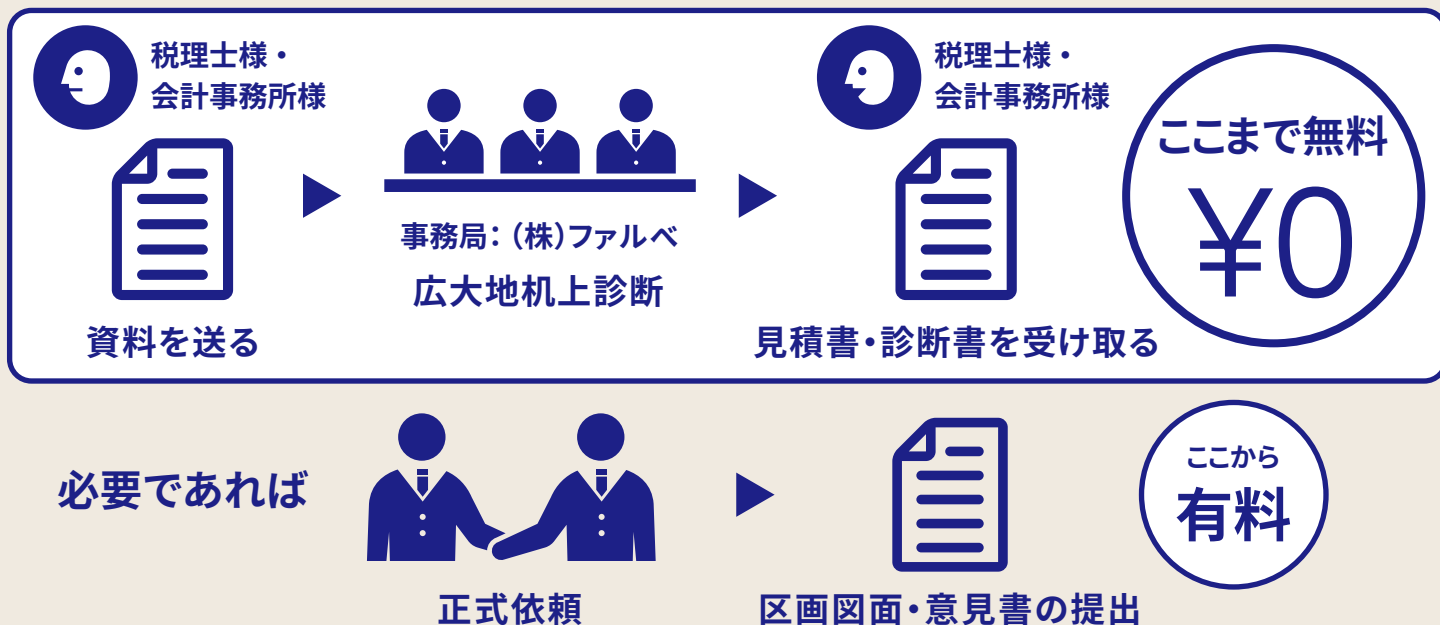 税理士様・
会計事務所様
資料を送る
事務局：（株）ファルベ
広大地机上診断
税理士様・
会計事務所様
見積書・診断書を受け取る
ここまで無料
¥0
必要であれば
正式依頼
区画図面・意見書の提出
ここから
有料